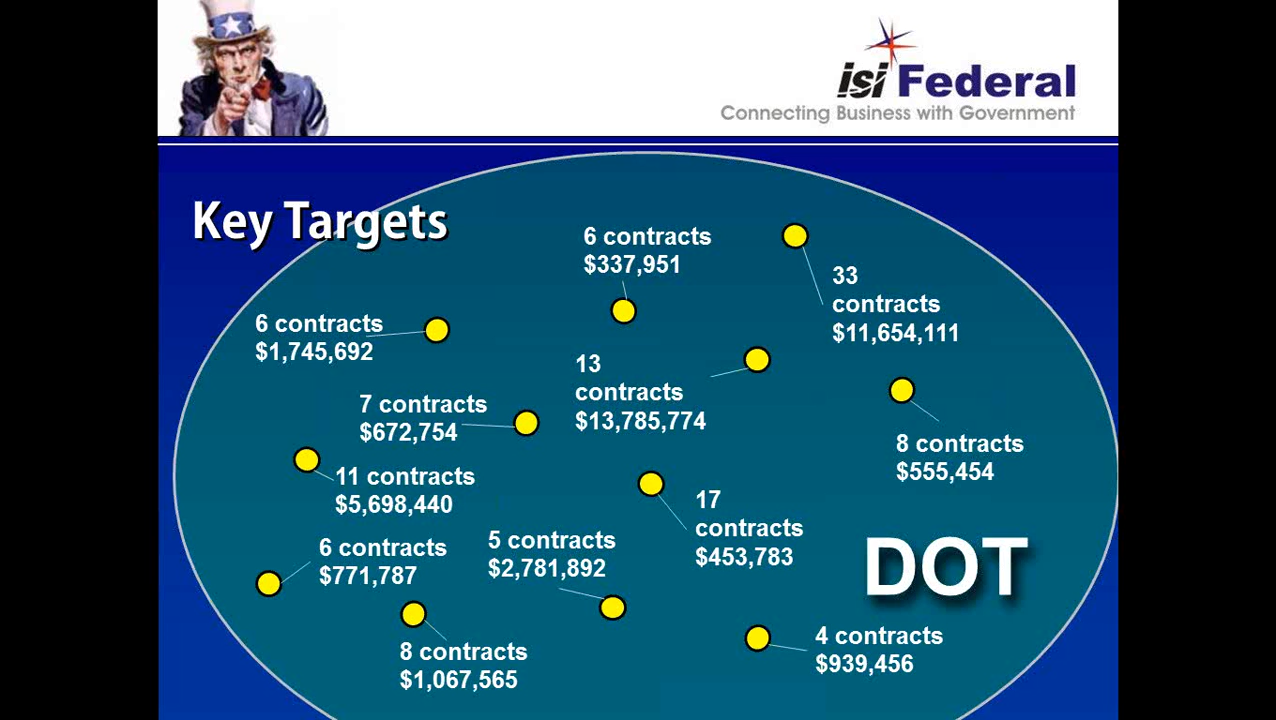 isi Federal
Connecting Business with Government
Key Targets
6 contracts
$337,951
33
contracts
$11,654,111
6 contracts
$1,745,692
13
contracts
$13,785,774
7 contracts
$672,754
8 contracts
$555,454
11 contracts
$5,698,440
17
contracts
$453,783
5 contracts
$2,781,892
6 contracts
$771,787
DOT
4 contracts
$939,456
8 contracts
$1,067,565